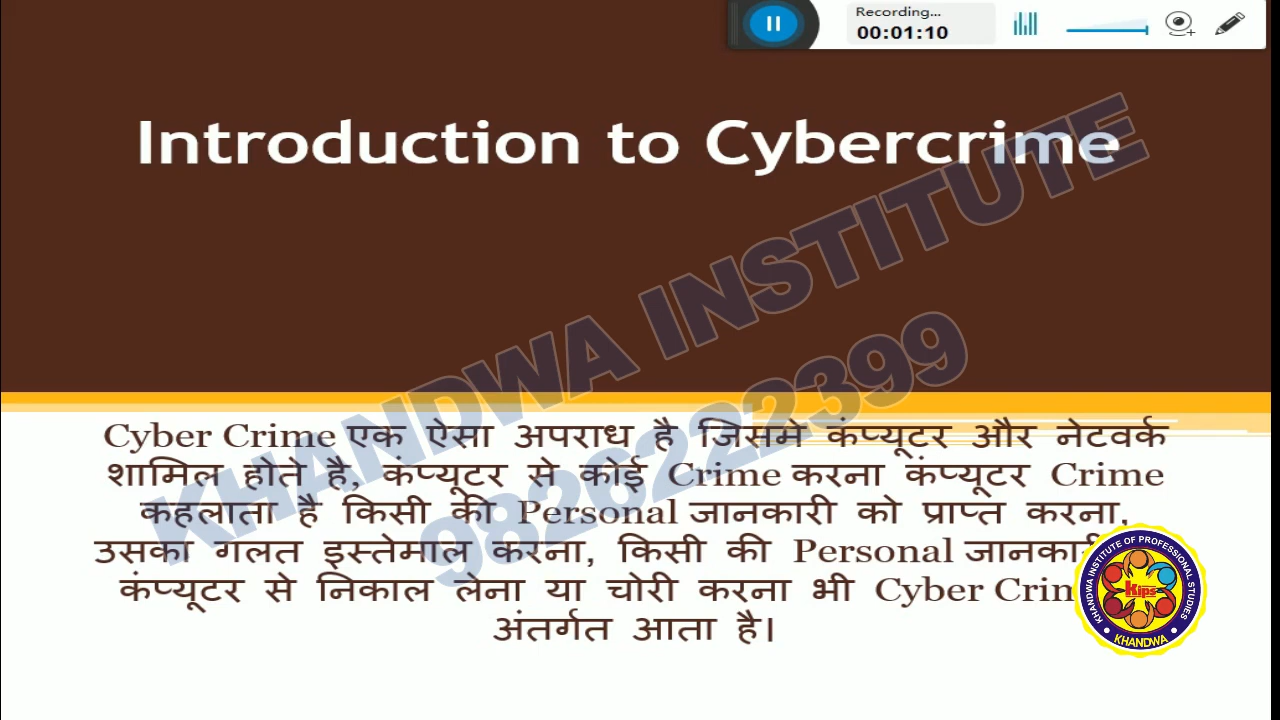 Recording...
00:01:10
Introduction to Cybercrime
KHANDWA INSTITUTE
9826222399
Cyber Crime एक ऐसा अपराध है जिसमे कंप्यूटर और नेटवर्क
शामिल होते है, कंप्यूटर से कोई Crime करना कंप्यूटर Crime
कहलाता है किसी की Personal जानकारी को प्राप्त करना,
उसका गलत इस्तेमाल करना, किसी की Personal
कंप्यूटर से निकाल लेना या चोरी करना भी Cyber
अंतर्गत आता है।
KHANDWA INSTITUTE OF PROFESSIONAL STUDIES
Kips
KHANDWA